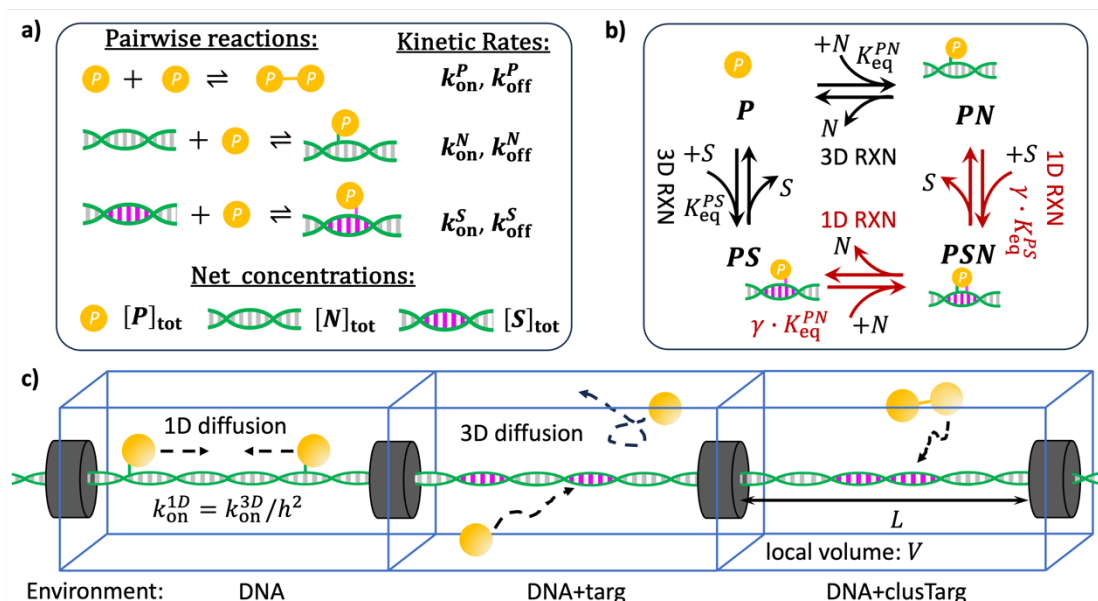 a)
Pairwise reactions:
Kinetic Rates:
P + P ⇌ P P
k_on^P, k_off^P
+ P ⇌ P
k_on^N, k_off^N
+ P ⇌ P
k_on^S, k_off^S
Net concentrations:
P [P]_tot [N]_tot [S]_tot
b)
P
+N
K_eq^PN
P
P
N
3D RXN
PN
3D RXN
+S
K_eq^PS
S
S
+S
γ · K_eq^PS
1D RXN
1D RXN
N
PS
PSN
P
P
γ · K_eq^PN
+N
c)
1D diffusion
k_on^1D = k_on^3D/h^2
3D diffusion
L
local volume: V
Environment: DNA DNA+targ DNA+clusTarg